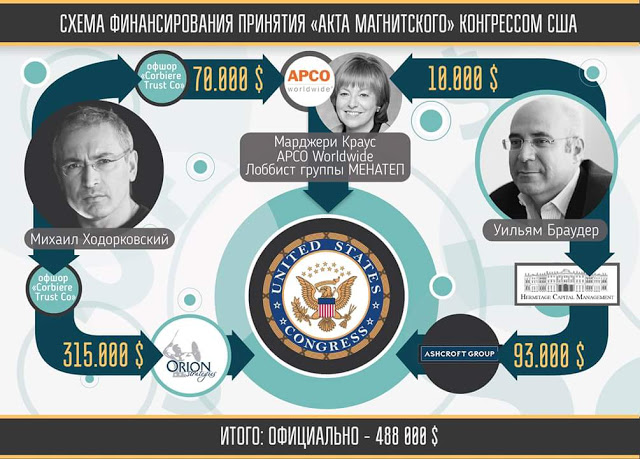 СХЕМА ФИНАНСИРОВАНИЯ ПРИНЯТИЯ «АКТА МАГНИТСКОГО» КОНГРЕССОМ США
офшор
«Corbiere
Trust Co»
70.000 $
APCO
worldwide
10.000 $
Марджери Краус
APCO Worldwide
Лоббист группы МЕНАТЕП
Михаил Ходорковский
Уильям Браудер
офшор
«Corbiere
Trust Co»
UNITED STATES
CONGRESS
HERMITAGE CAPITAL MANAGEMENT
315.000 $
ORION
strategies
ASHCROFT GROUP
93.000 $
ИТОГО: ОФИЦИАЛЬНО - 488 000 $